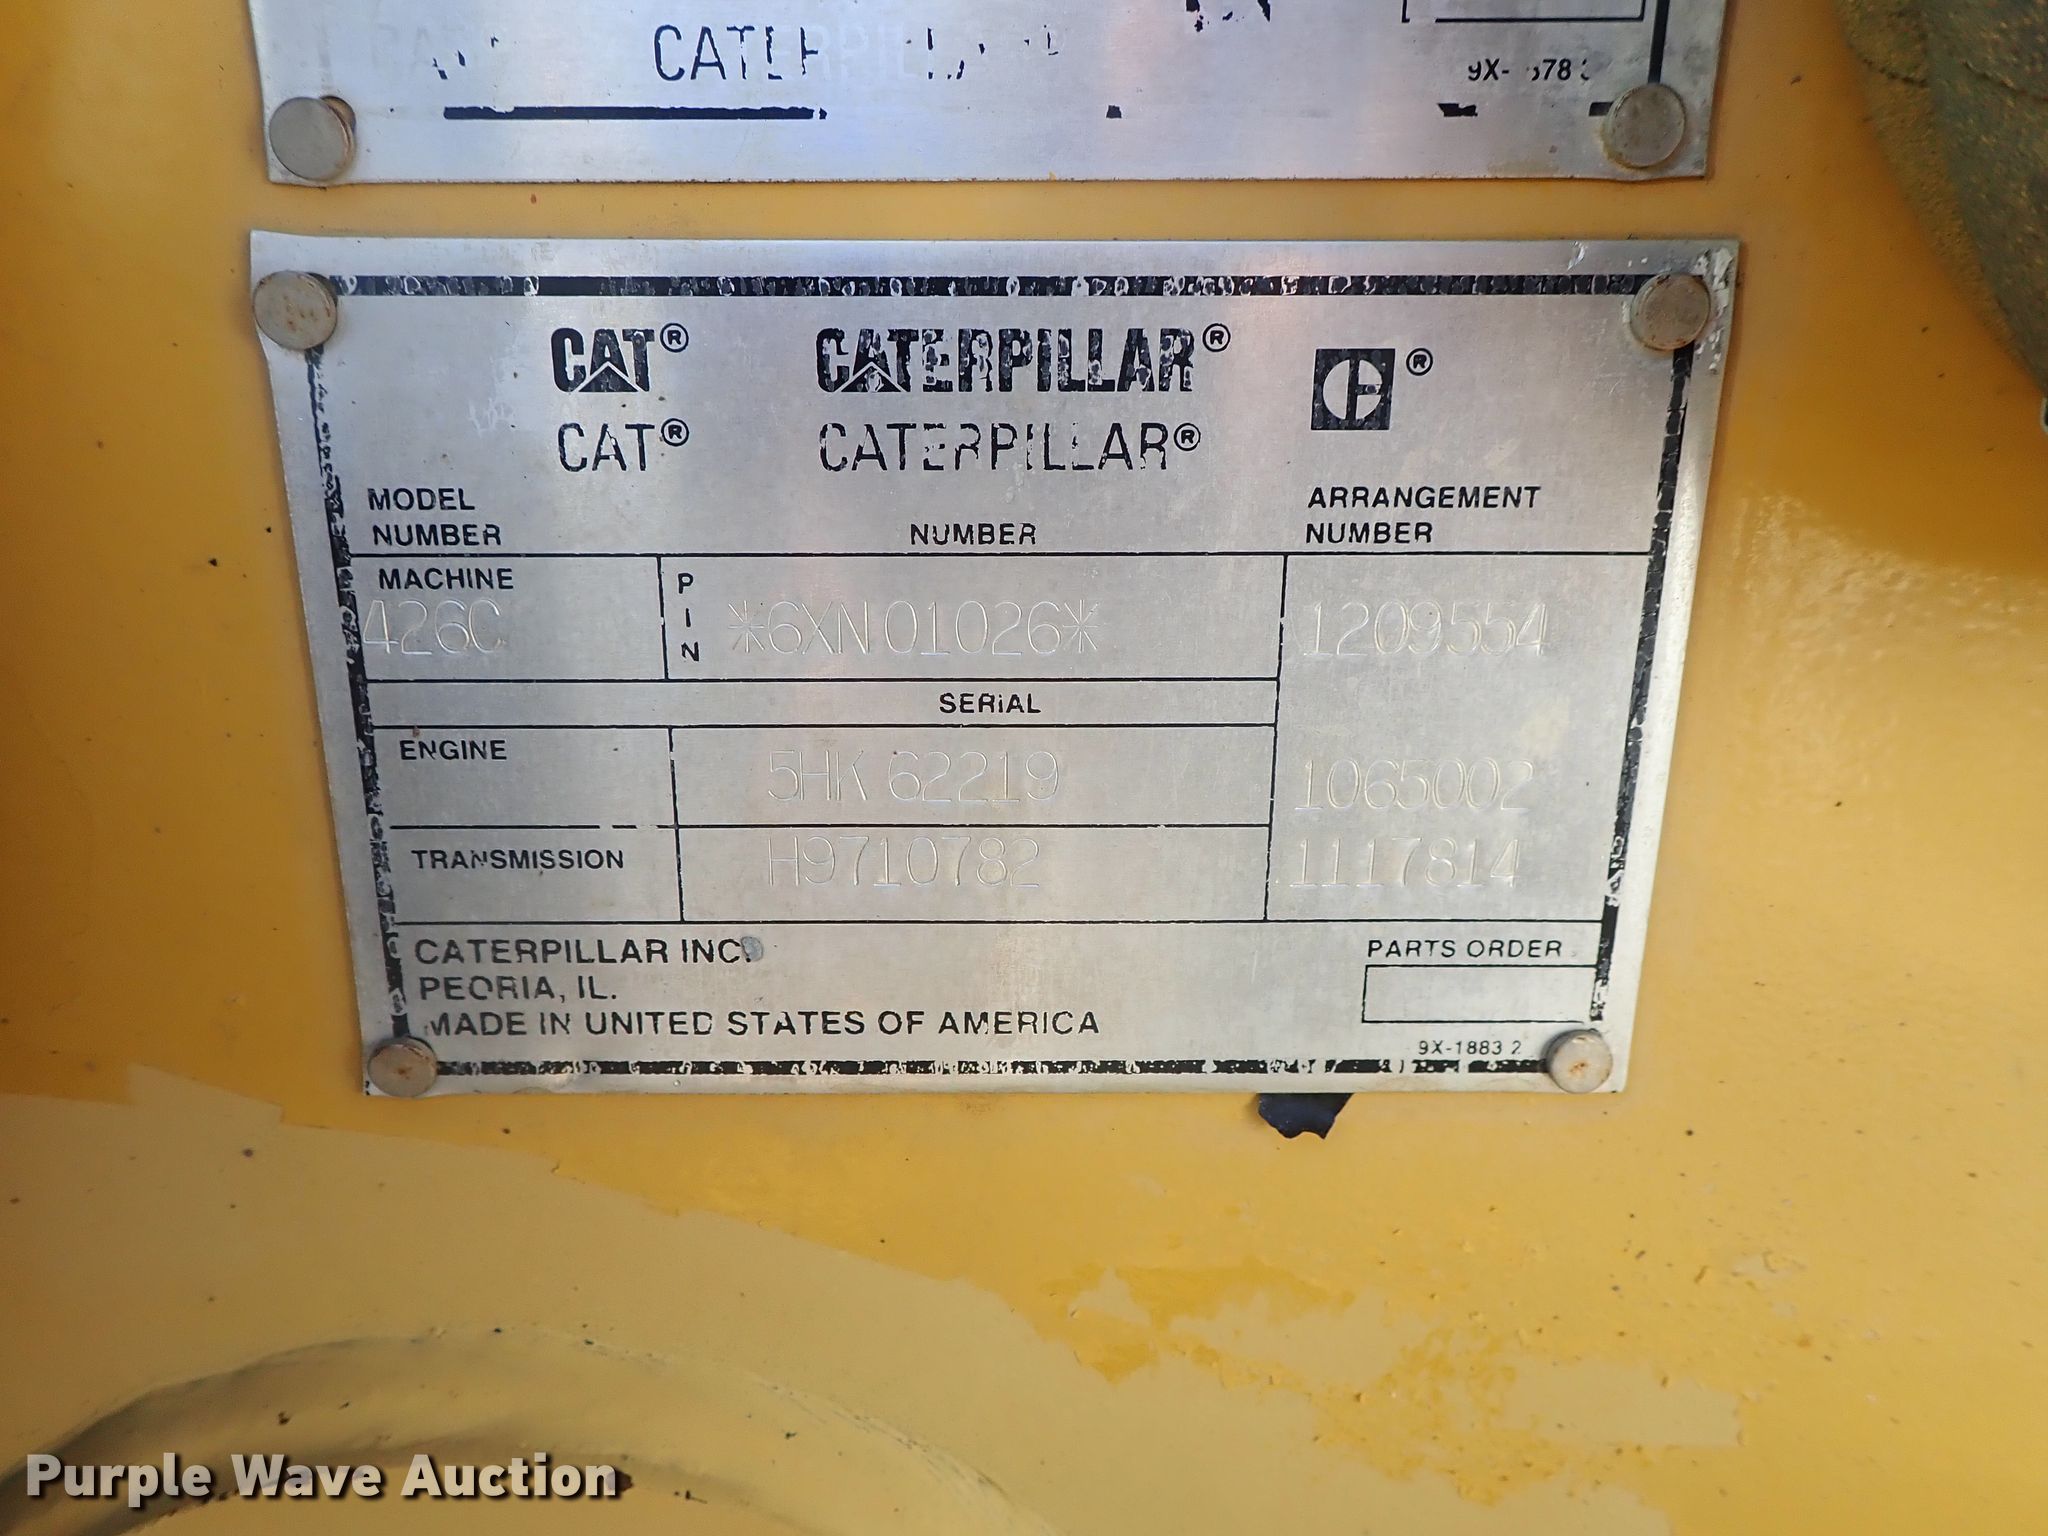 CAT® CATERPILLAR® ®
CAT® CATERPILLAR®
MODEL NUMBER NUMBER ARRANGEMENT NUMBER
MACHINE
426C PIN *6XN01026* 1209554
SERIAL
ENGINE 5HK 62219 1065002
TRANSMISSION H9710782 1117814
CATERPILLAR INC.
PEORIA, IL.
MADE IN UNITED STATES OF AMERICA
PARTS ORDER
9X-1883 2
Purple Wave Auction